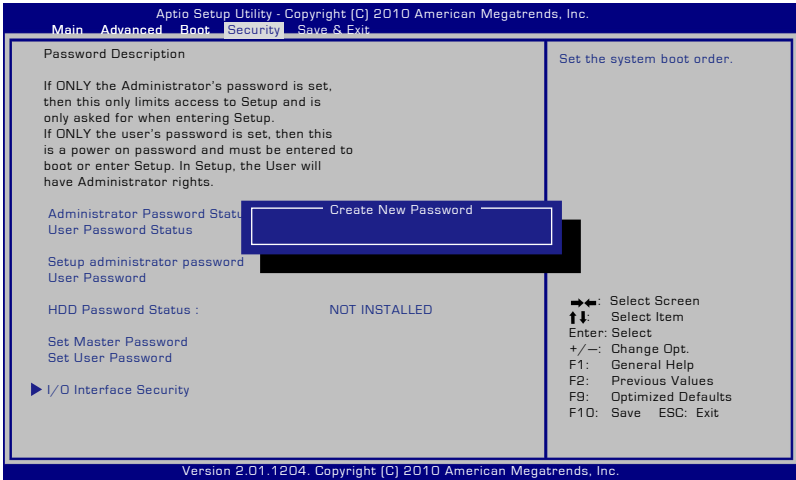 Aptio Setup Utility - Copyright (C) 2010 American Megatrends, Inc.
Main Advanced Boot Security Save & Exit
Password Description
If ONLY the Administrator's password is set,
then this only limits access to Setup and is
only asked for when entering Setup.
If ONLY the user's password is set, then this
is a power on password and must be entered to
boot or enter Setup. In Setup, the User will
have Administrator rights.
Administrator Password Statu
User Password Status
Create New Password
Setup administrator password
User Password
HDD Password Status : NOT INSTALLED
Set Master Password
Set User Password
I/O Interface Security
Set the system boot order.
→←: Select Screen
↑↓: Select Item
Enter: Select
+/—: Change Opt.
F1: General Help
F2: Previous Values
F9: Optimized Defaults
F10: Save ESC: Exit
Version 2.01.1204. Copyright (C) 2010 American Megatrends, Inc.